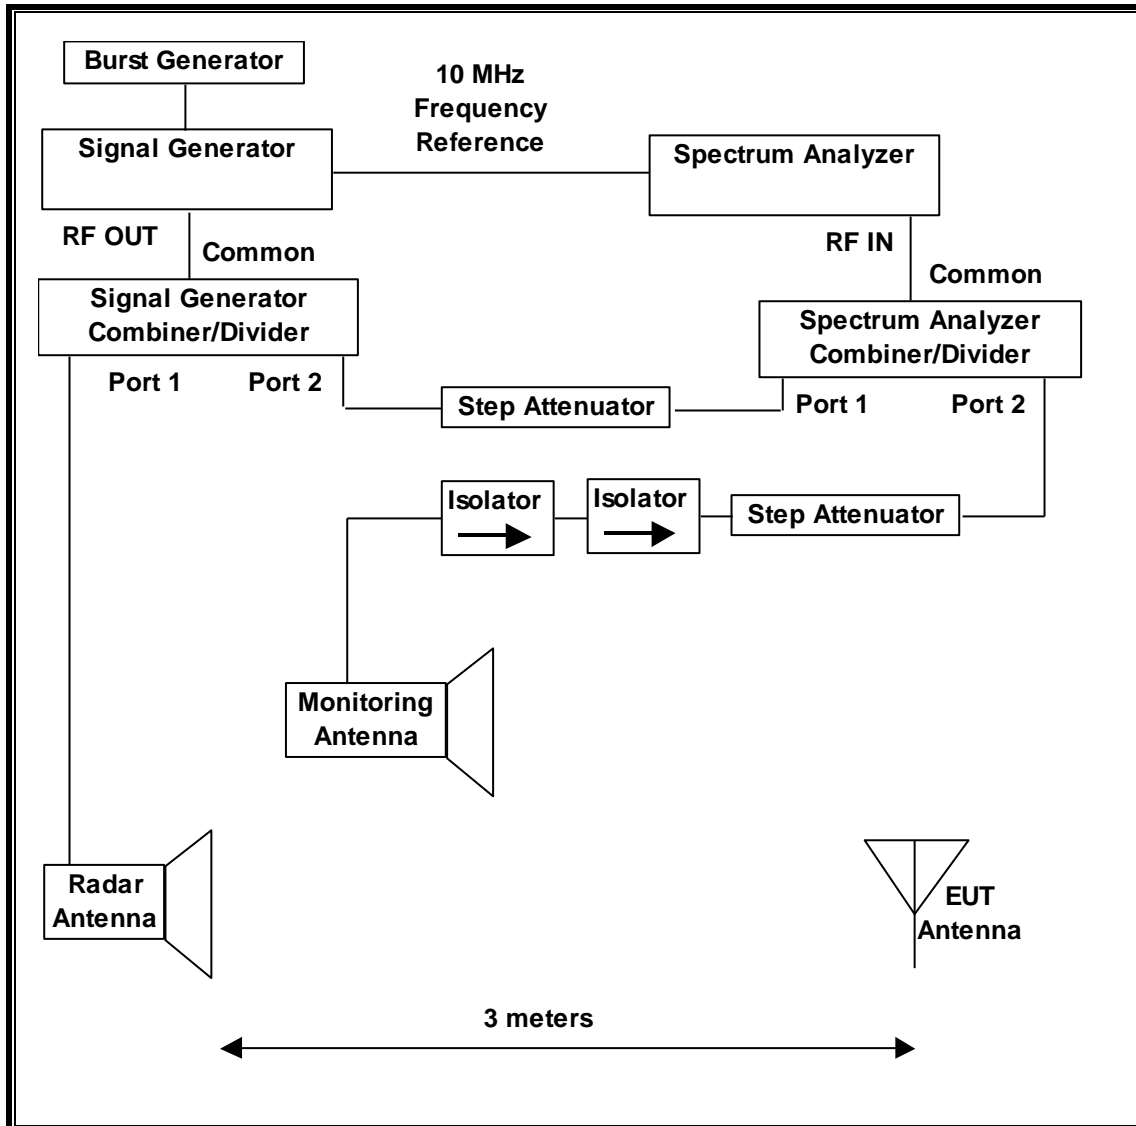 Burst Generator
10 MHz
Frequency
Reference
Signal Generator
Spectrum Analyzer
RF OUT
Common
RF IN
Common
Signal Generator
Combiner/Divider
Spectrum Analyzer
Combiner/Divider
Port 1
Port 2
Step Attenuator
Port 1
Port 2
Isolator
Isolator
Step Attenuator
Monitoring
Antenna
Radar
Antenna
EUT
Antenna
3 meters